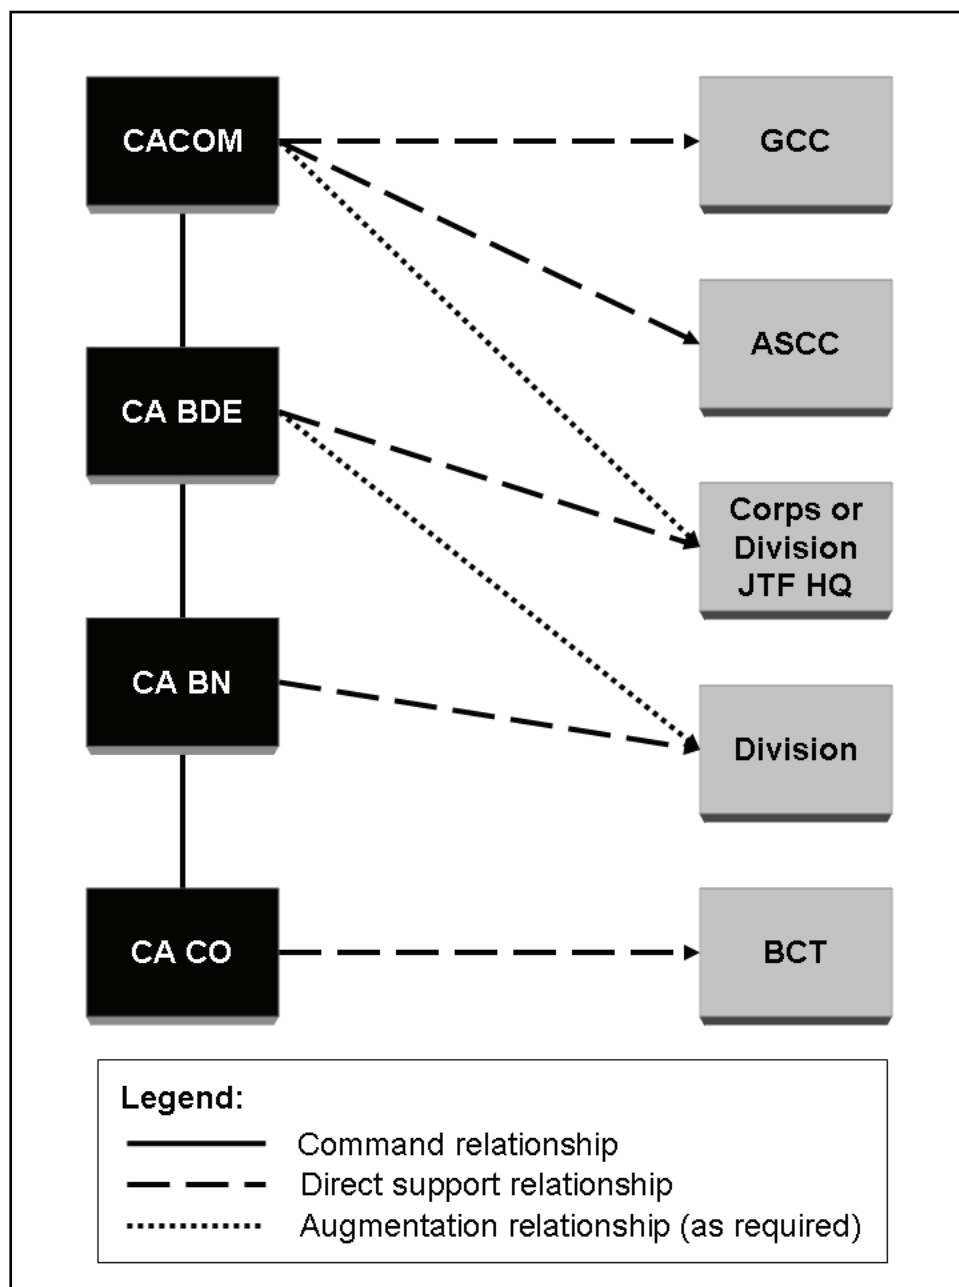 CACOM
GCC
ASCC
CA BDE
Corps or
Division
JTF HQ
CA BN
Division
CA CO
BCT
Legend:
Command relationship
Direct support relationship
Augmentation relationship (as required)